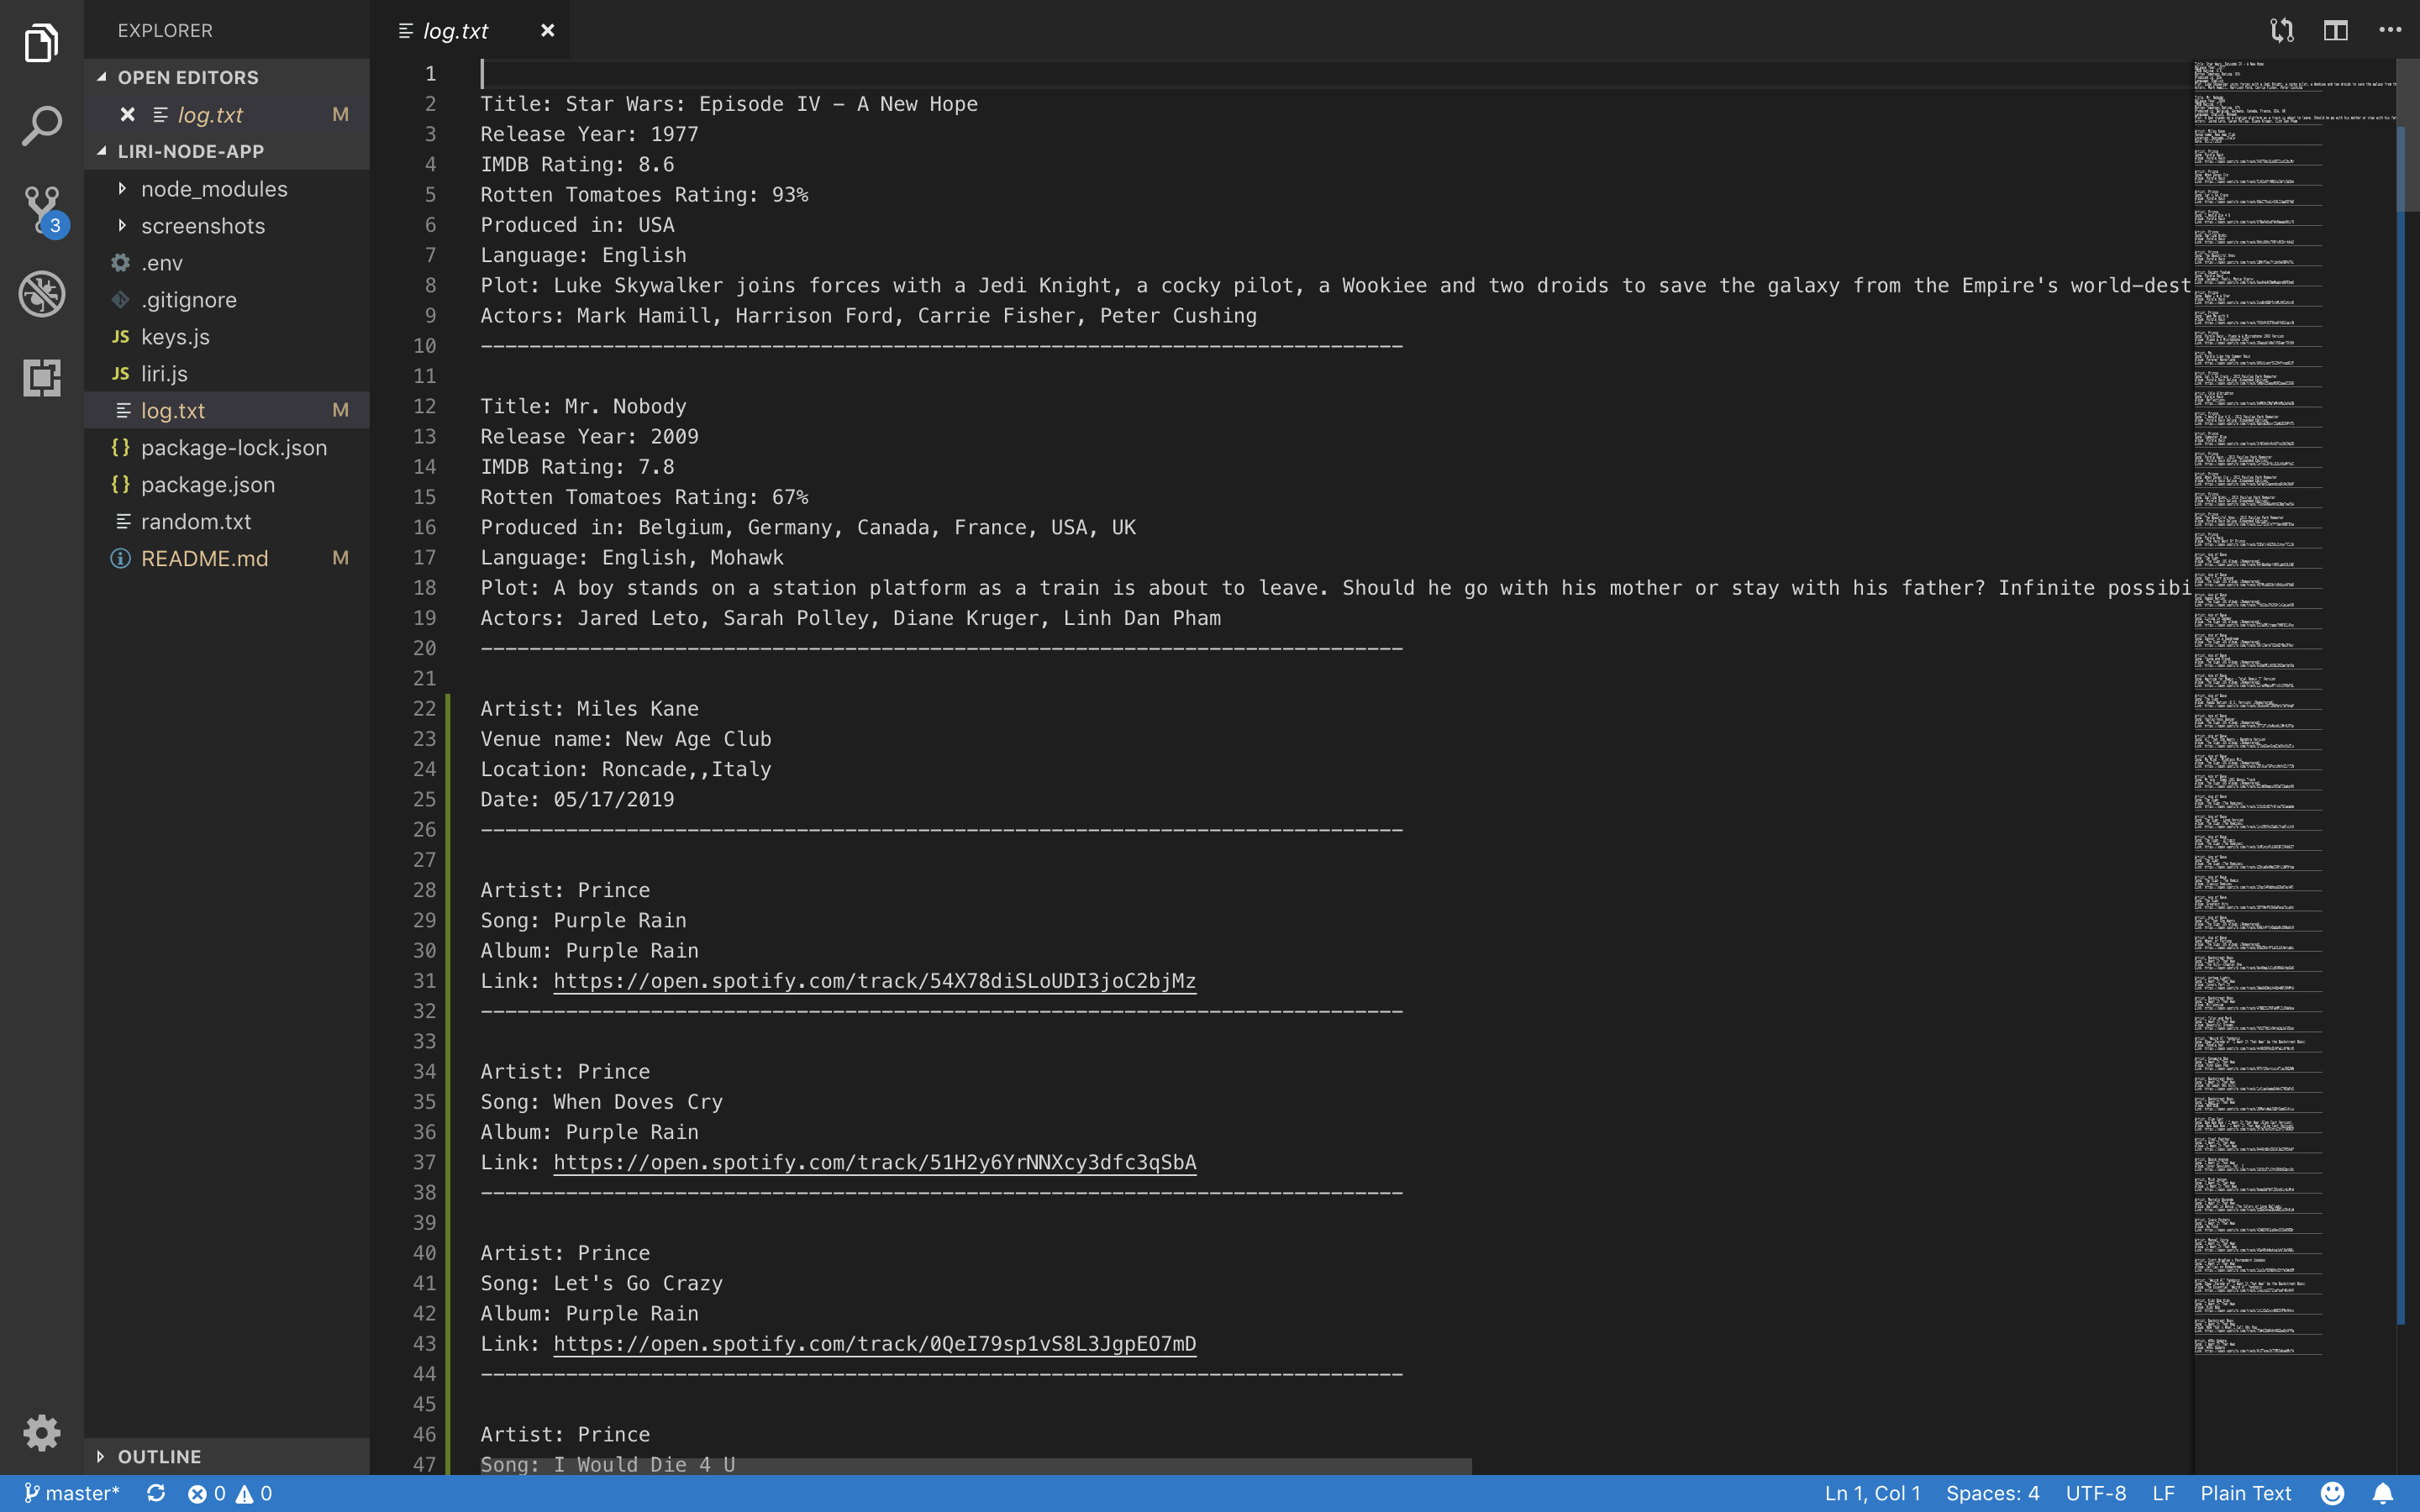 EXPLORER
OPEN EDITORS
log.txt M
LIRI-NODE-APP
node_modules
screenshots
.env
.gitignore
JS keys.js
JS liri.js
log.txt M
{} package-lock.json
{} package.json
random.txt
README.md M
OUTLINE
3
log.txt
1
2 Title: Star Wars: Episode IV - A New Hope
3 Release Year: 1977
4 IMDB Rating: 8.6
5 Rotten Tomatoes Rating: 93%
6 Produced in: USA
7 Language: English
8 Plot: Luke Skywalker joins forces with a Jedi Knight, a cocky pilot, a Wookiee and two droids to save the galaxy from the Empire's world-dest
9 Actors: Mark Hamill, Harrison Ford, Carrie Fisher, Peter Cushing
10 ----------------------------------------------------------------------------
11
12 Title: Mr. Nobody
13 Release Year: 2009
14 IMDB Rating: 7.8
15 Rotten Tomatoes Rating: 67%
16 Produced in: Belgium, Germany, Canada, France, USA, UK
17 Language: English, Mohawk
18 Plot: A boy stands on a station platform as a train is about to leave. Should he go with his mother or stay with his father? Infinite possibi
19 Actors: Jared Leto, Sarah Polley, Diane Kruger, Linh Dan Pham
20 ----------------------------------------------------------------------------
21
22 Artist: Miles Kane
23 Venue name: New Age Club
24 Location: Roncade,,Italy
25 Date: 05/17/2019
26 ----------------------------------------------------------------------------
27
28 Artist: Prince
29 Song: Purple Rain
30 Album: Purple Rain
31 Link: https://open.spotify.com/track/54X78diSLoUDI3joC2bjMz
32 ----------------------------------------------------------------------------
33
34 Artist: Prince
35 Song: When Doves Cry
36 Album: Purple Rain
37 Link: https://open.spotify.com/track/51H2y6YrNNXcy3dfc3qSbA
38 ----------------------------------------------------------------------------
39
40 Artist: Prince
41 Song: Let's Go Crazy
42 Album: Purple Rain
43 Link: https://open.spotify.com/track/0QeI79sp1vS8L3JgpEO7mD
44 ----------------------------------------------------------------------------
45
46 Artist: Prince
47 Song: I Would Die 4 U
master* 0 0 Ln 1, Col 1 Spaces: 4 UTF-8 LF Plain Text